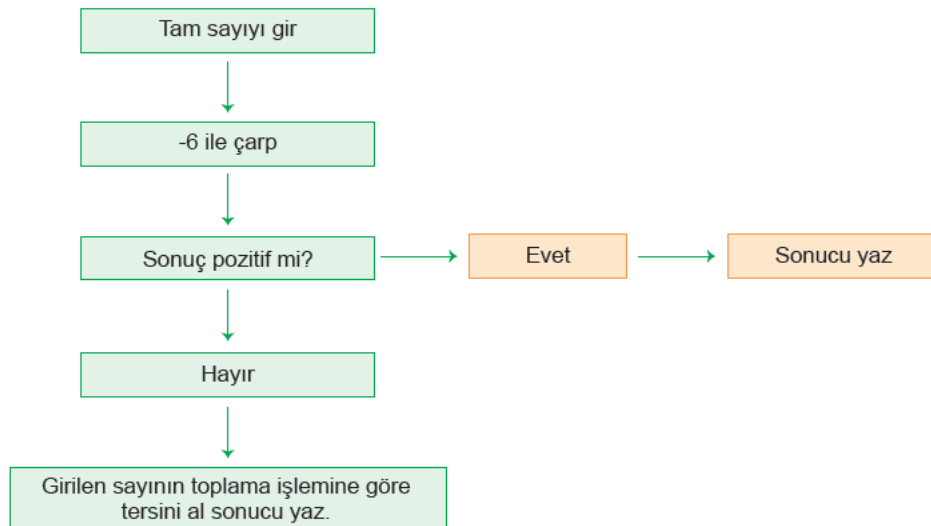 Tam sayıyı gir
-6 ile çarp
Sonuç pozitif mi?
Evet
Sonucu yaz
Hayır
Girilen sayının toplama işlemine göre
tersini al sonucu yaz.